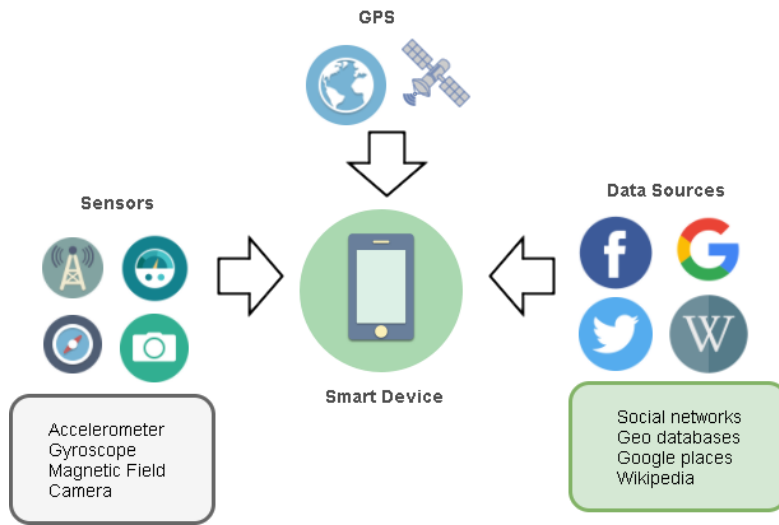 GPS
Sensors
Data Sources
f
G
W
Smart Device
Accelerometer
Gyroscope
Magnetic Field
Camera
Social networks
Geo databases
Google places
Wikipedia